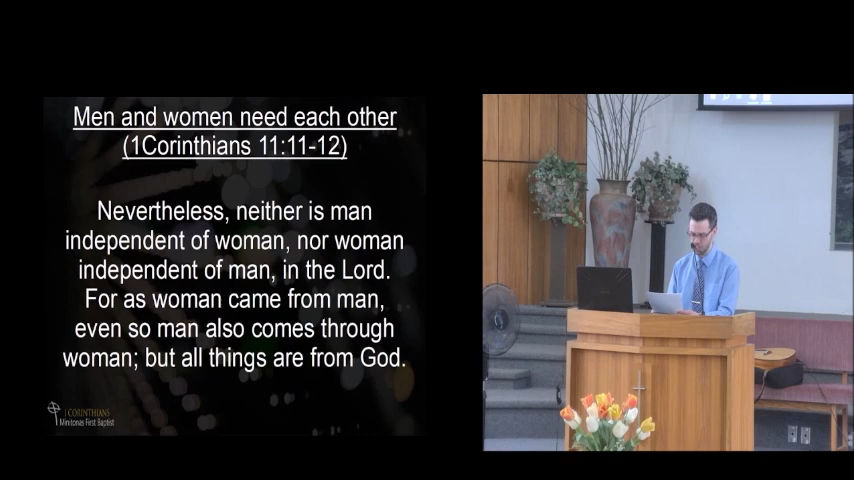 Men and women need each other
(1Corinthians 11:11-12)
Nevertheless, neither is man
independent of woman, nor woman
independent of man, in the Lord.
For as woman came from man,
even so man also comes through
woman; but all things are from God.
1 CORINTHIANS
Minitonas First Baptist